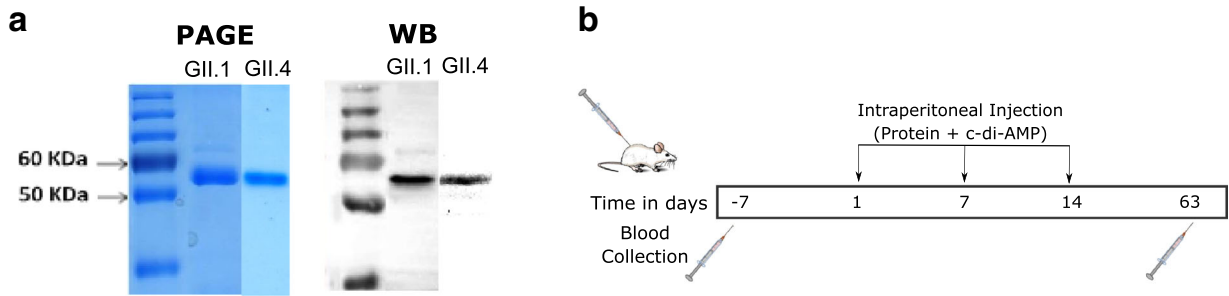 a
PAGE
GII.1 GII.4
60 KDa
50 KDa
WB
GII.1 GII.4
b
Intraperitoneal Injection
(Protein + c-di-AMP)
Time in days -7 1 7 14 63
Blood
Collection